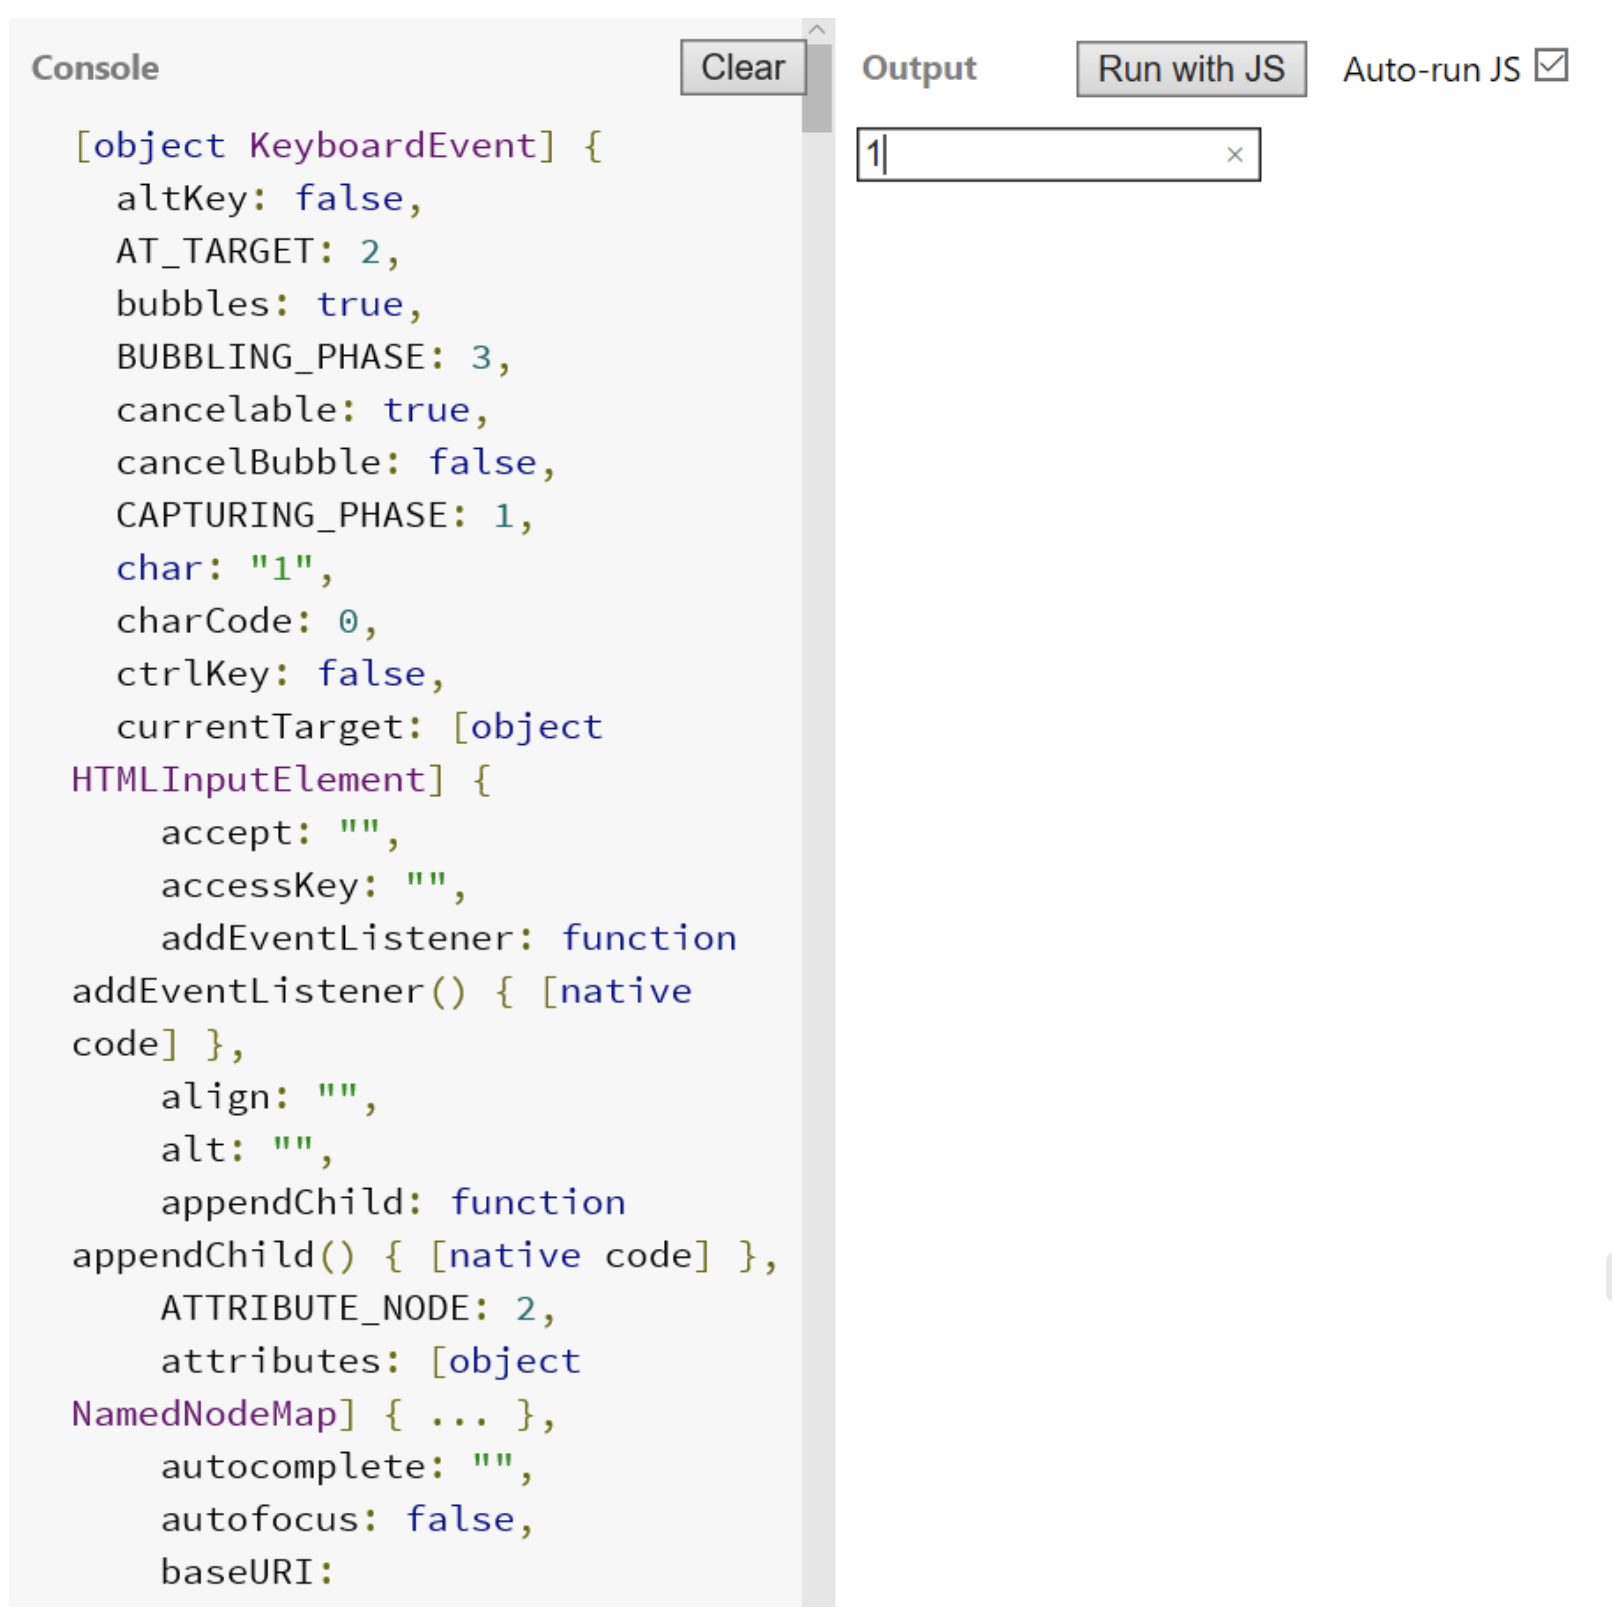 Console
Clear
[object KeyboardEvent] {
  altKey: false,
  AT_TARGET: 2,
  bubbles: true,
  BUBBLING_PHASE: 3,
  cancelable: true,
  cancelBubble: false,
  CAPTURING_PHASE: 1,
  char: "1",
  charCode: 0,
  ctrlKey: false,
  currentTarget: [object
HTMLInputElement] {
    accept: "",
    accessKey: "",
    addEventListener: function
addEventListener() { [native
code] },
    align: "",
    alt: "",
    appendChild: function
appendChild() { [native code] },
    ATTRIBUTE_NODE: 2,
    attributes: [object
NamedNodeMap] { ... },
    autocomplete: "",
    autofocus: false,
    baseURI:
Output
Run with JS
Auto-run JS
1
×